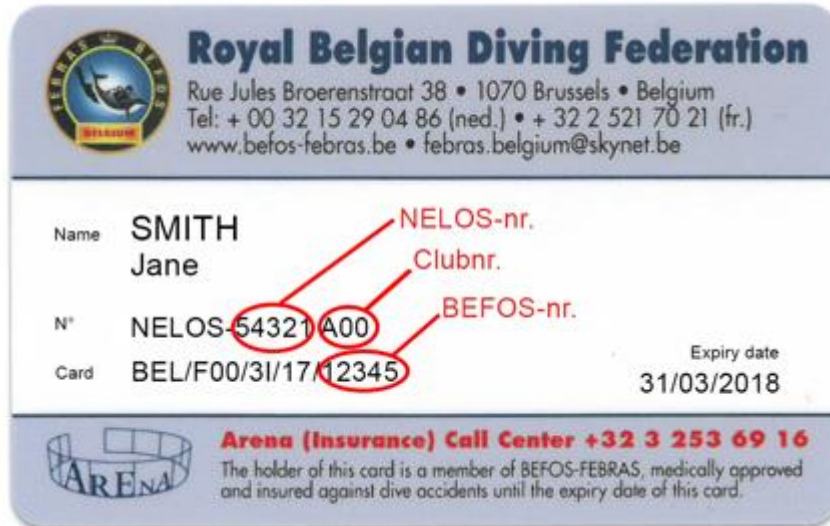 FEBRAS BEFOS
BELGIUM
Royal Belgian Diving Federation
Rue Jules Broerenstraat 38 • 1070 Brussels • Belgium
Tel: + 00 32 15 29 04 86 (ned.) • + 32 2 521 70 21 (fr.)
www.befos-febras.be • febras.belgium@skynet.be
Name SMITH
Jane
NELOS-nr.
Clubnr.
BEFOS-nr.
N° NELOS-54321 A00
Card BEL/F00/3I/17/12345
Expiry date
31/03/2018
ARENA
Arena (Insurance) Call Center +32 3 253 69 16
The holder of this card is a member of BEFOS-FEBRAS, medically approved
and insured against dive accidents until the expiry date of this card.